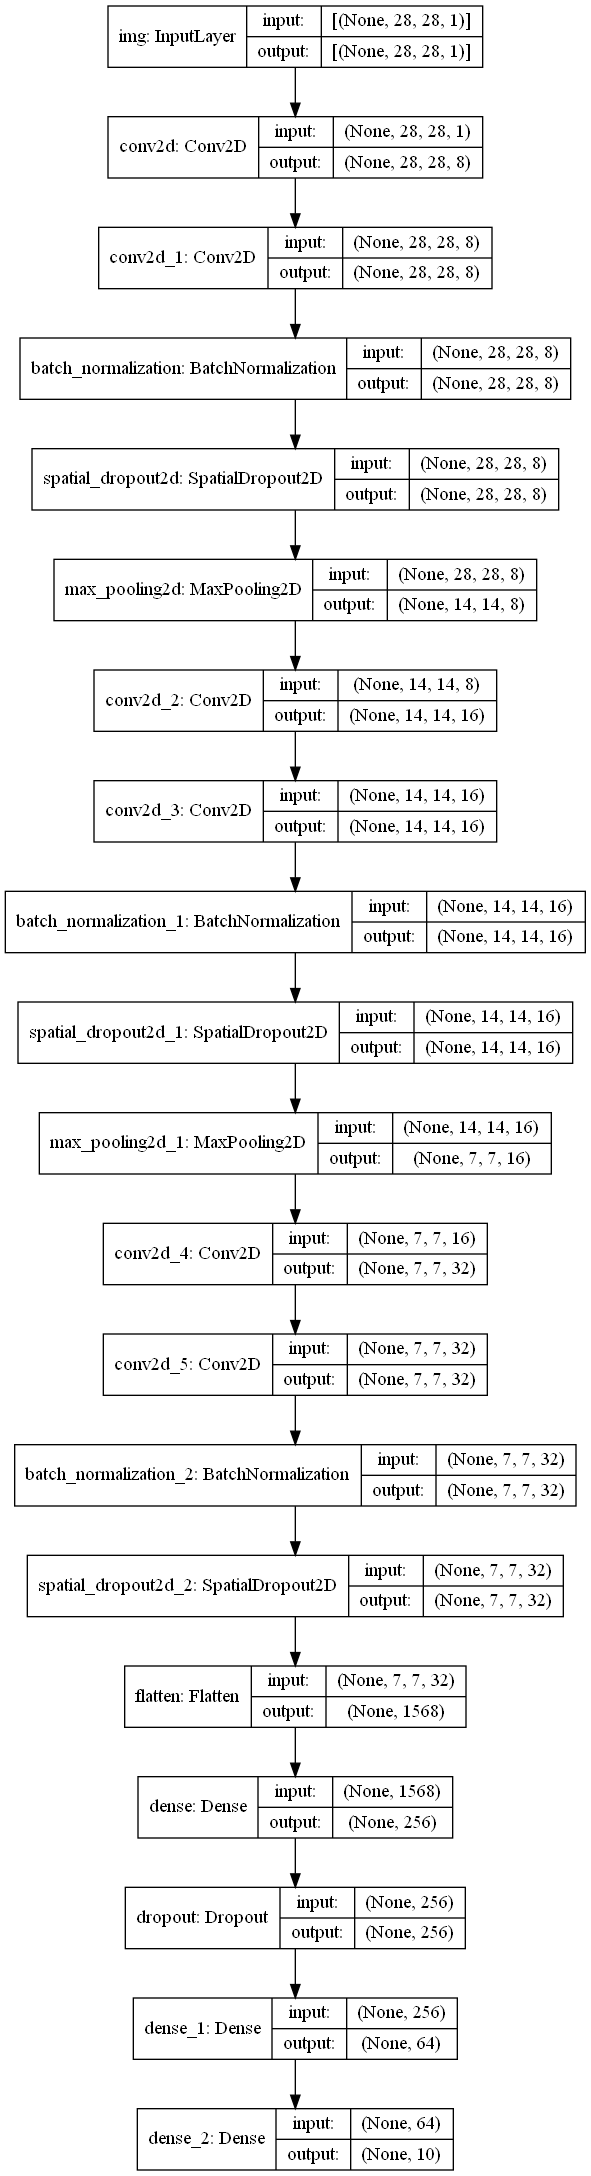 img: InputLayer
input:
[(None, 28, 28, 1)]
output:
[(None, 28, 28, 1)]
conv2d: Conv2D
input:
(None, 28, 28, 1)
output:
(None, 28, 28, 8)
conv2d_1: Conv2D
input:
(None, 28, 28, 8)
output:
(None, 28, 28, 8)
batch_normalization: BatchNormalization
input:
(None, 28, 28, 8)
output:
(None, 28, 28, 8)
spatial_dropout2d: SpatialDropout2D
input:
(None, 28, 28, 8)
output:
(None, 28, 28, 8)
max_pooling2d: MaxPooling2D
input:
(None, 28, 28, 8)
output:
(None, 14, 14, 8)
conv2d_2: Conv2D
input:
(None, 14, 14, 8)
output:
(None, 14, 14, 16)
conv2d_3: Conv2D
input:
(None, 14, 14, 16)
output:
(None, 14, 14, 16)
batch_normalization_1: BatchNormalization
input:
(None, 14, 14, 16)
output:
(None, 14, 14, 16)
spatial_dropout2d_1: SpatialDropout2D
input:
(None, 14, 14, 16)
output:
(None, 14, 14, 16)
max_pooling2d_1: MaxPooling2D
input:
(None, 14, 14, 16)
output:
(None, 7, 7, 16)
conv2d_4: Conv2D
input:
(None, 7, 7, 16)
output:
(None, 7, 7, 32)
conv2d_5: Conv2D
input:
(None, 7, 7, 32)
output:
(None, 7, 7, 32)
batch_normalization_2: BatchNormalization
input:
(None, 7, 7, 32)
output:
(None, 7, 7, 32)
spatial_dropout2d_2: SpatialDropout2D
input:
(None, 7, 7, 32)
output:
(None, 7, 7, 32)
flatten: Flatten
input:
(None, 7, 7, 32)
output:
(None, 1568)
dense: Dense
input:
(None, 1568)
output:
(None, 256)
dropout: Dropout
input:
(None, 256)
output:
(None, 256)
dense_1: Dense
input:
(None, 256)
output:
(None, 64)
dense_2: Dense
input:
(None, 64)
output:
(None, 10)